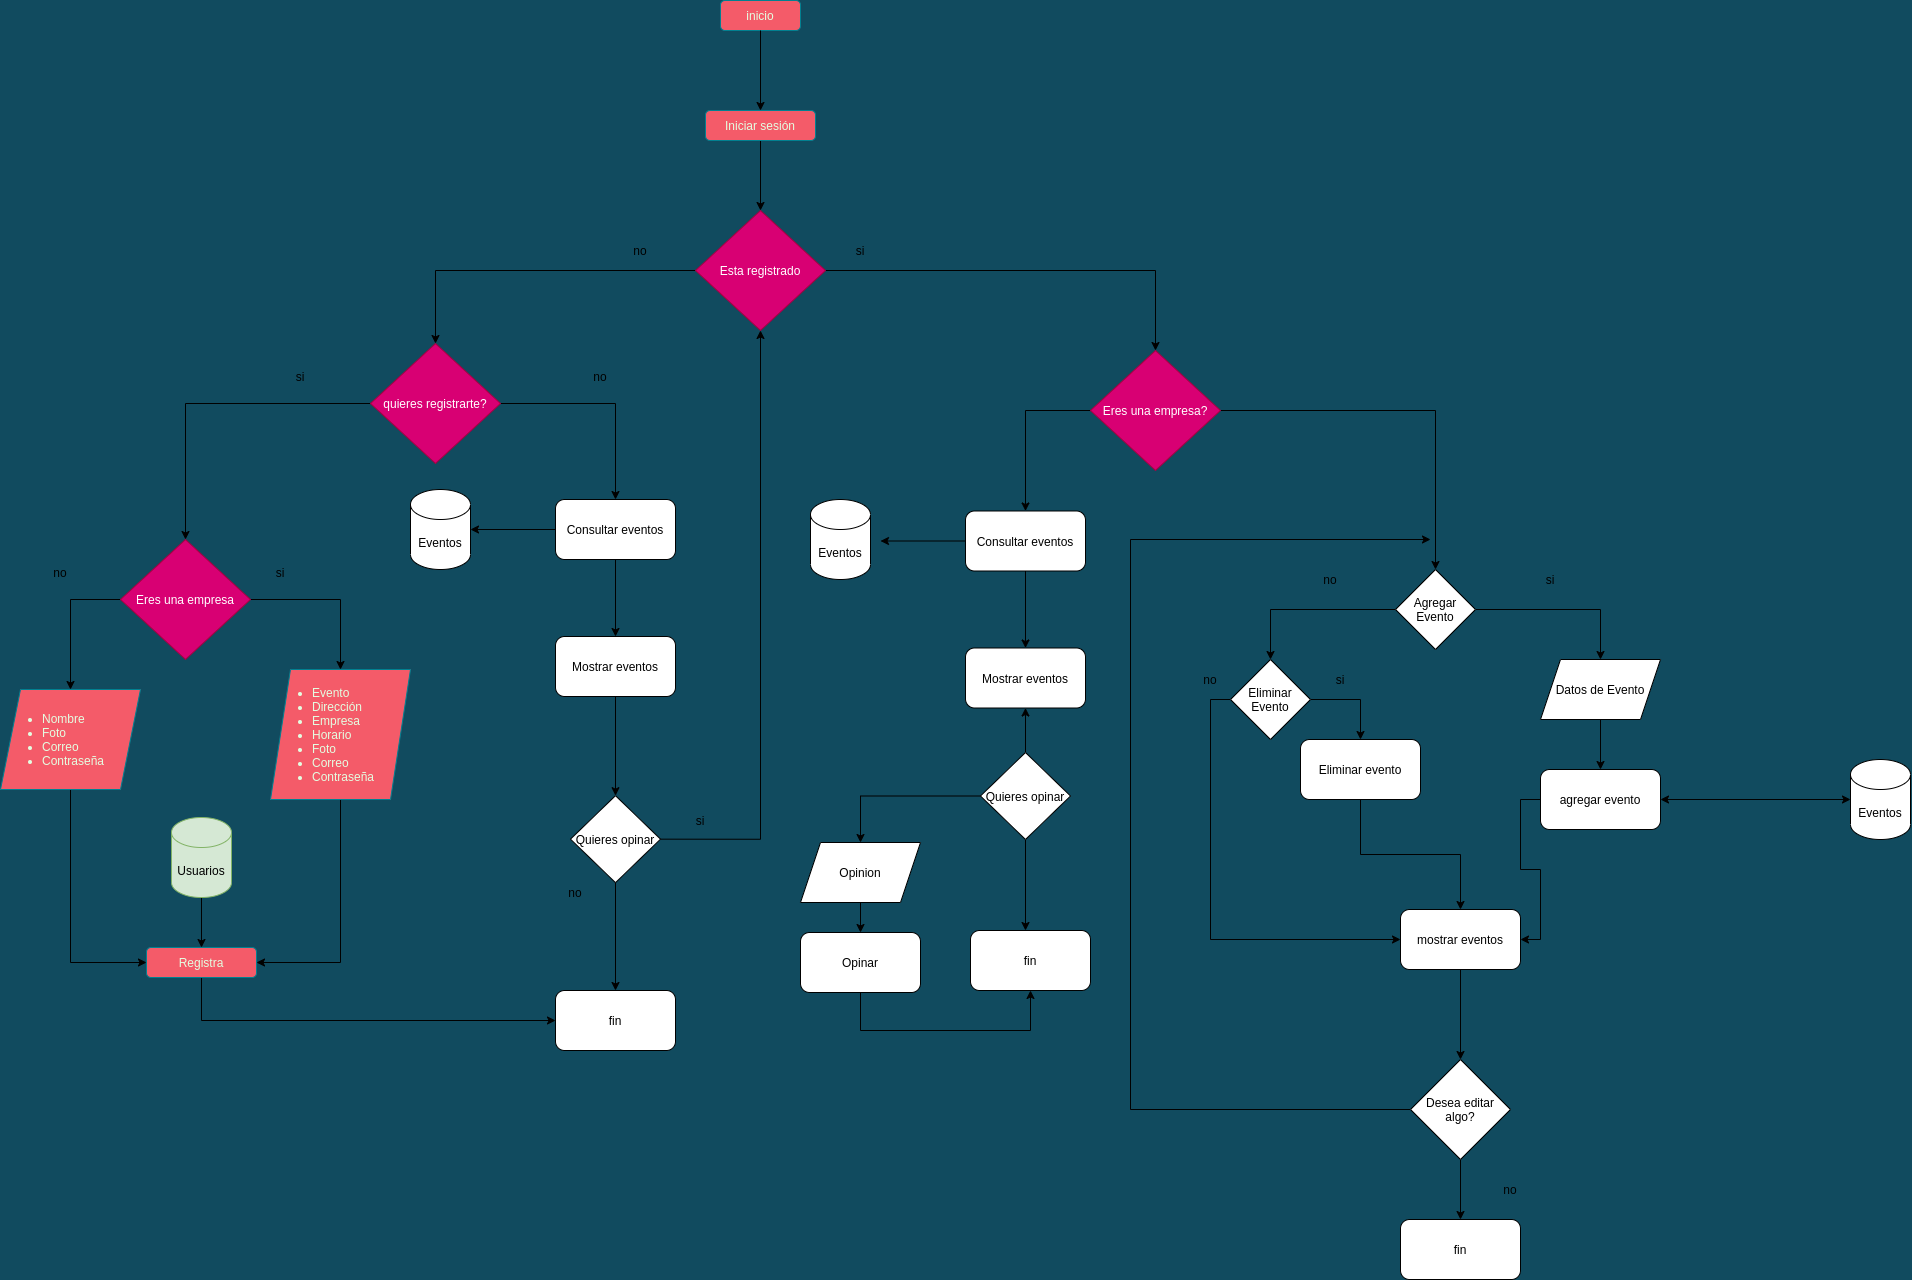 inicio
Iniciar sesión
Esta registrado
no
si
quieres registrarte?
si
no
Eres una empresa?
Eventos
Consultar eventos
Eventos
Consultar eventos
Eres una empresa
no
si
Agregar
Evento
no
si
Mostrar eventos
Mostrar eventos
Eliminar
Evento
no
si
Datos de Evento
Nombre
Foto
Correo
Contraseña
Evento
Dirección
Empresa
Horario
Foto
Correo
Contraseña
Eliminar evento
agregar evento
Eventos
Quieres opinar
si
no
Quieres opinar
Opinion
Usuarios
Registra
Opinar
fin
mostrar eventos
fin
Desea editar
algo?
no
fin